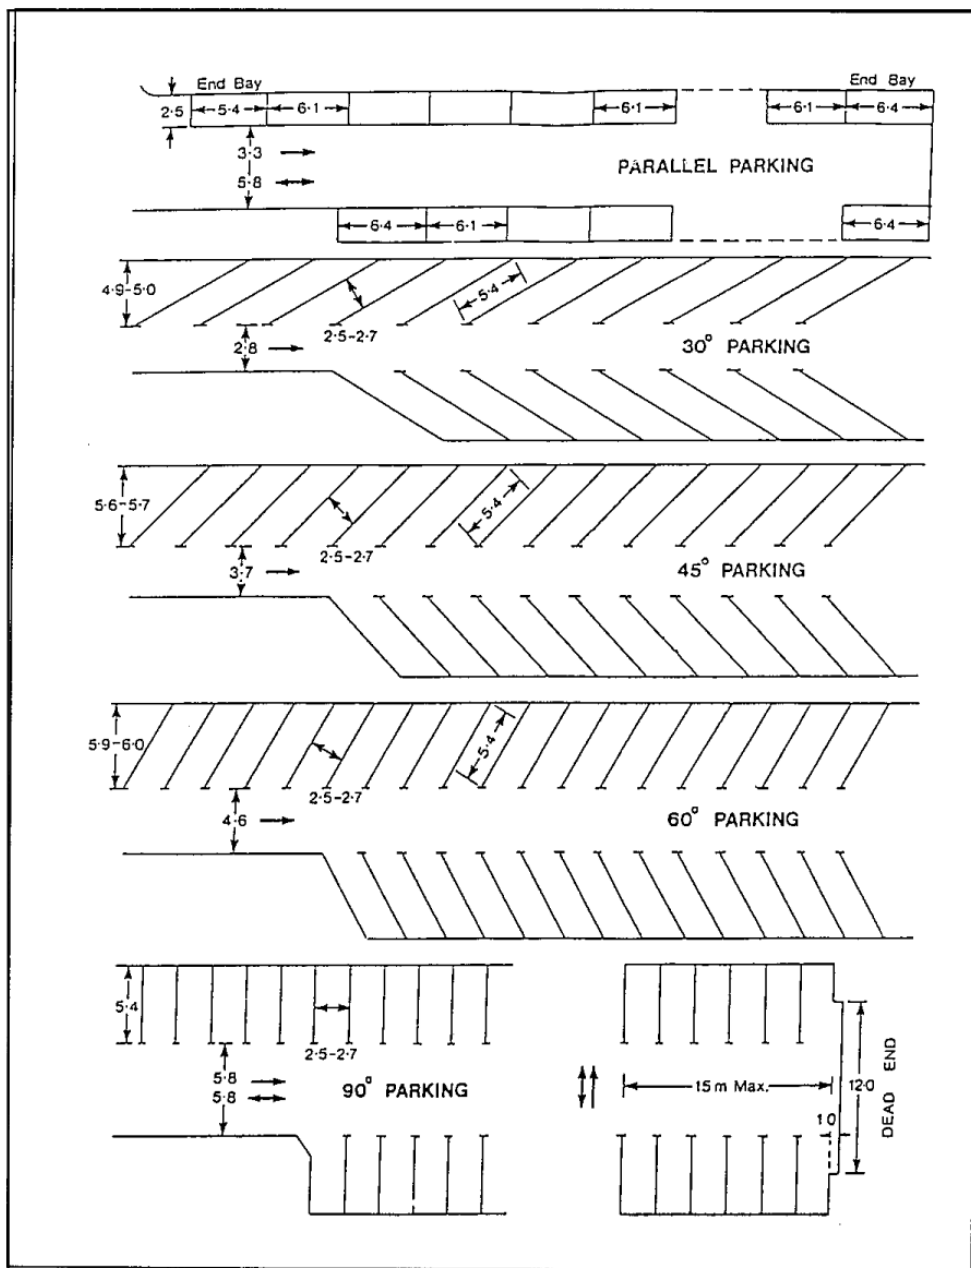 End Bay End Bay
2·5 5·4 6·1 6·1 6·1 6·4
3·3
5·8
PARALLEL PARKING
6·4 6·1 6·4
4·9-5·0
5·4
2·5-2·7
2·8
30° PARKING
5·6-5·7
5·4
2·5-2·7
3·7
45° PARKING
5·9-6·0
5·4
2·5-2·7
4·6
60° PARKING
5·4
2·5-2·7
5·8
5·8
90° PARKING
15m Max.
12·0
1 0
DEAD END